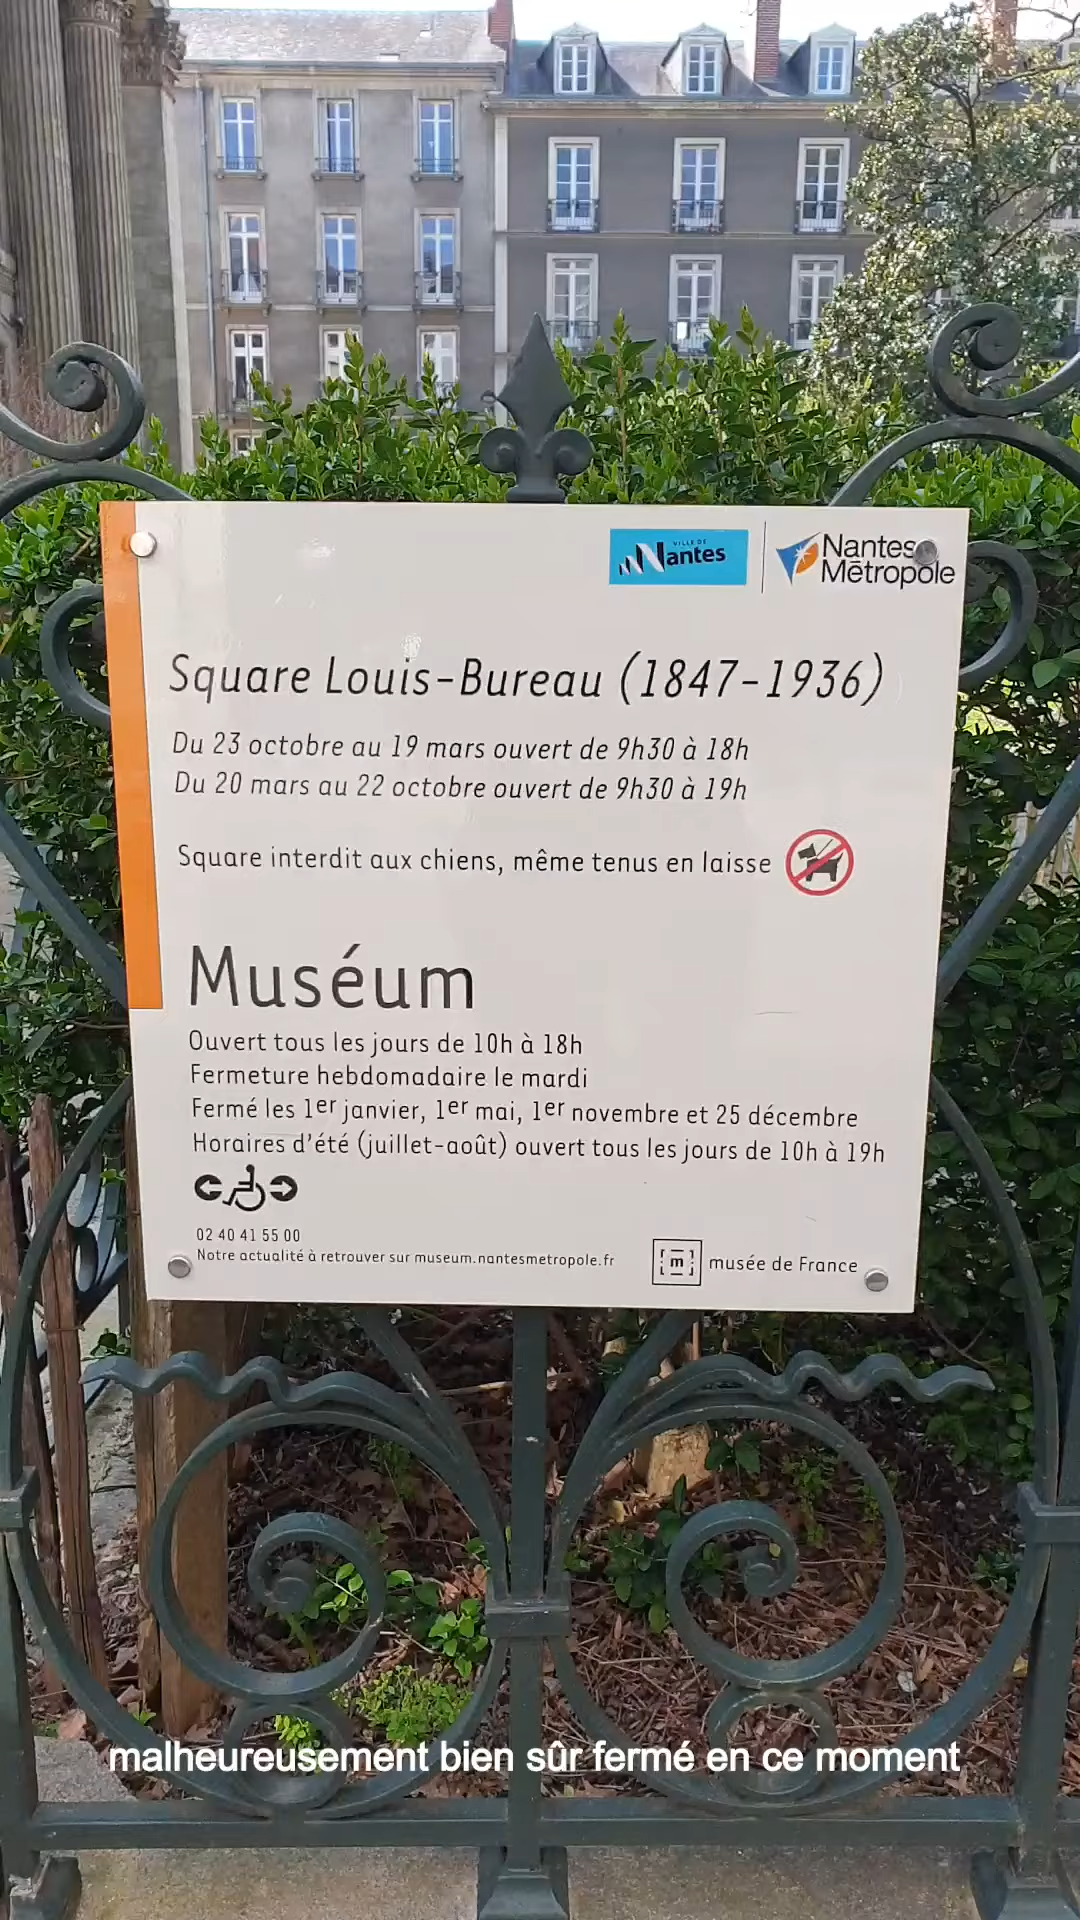 VILLE DE
Nantes
Nantes
Métropole
Square Louis-Bureau (1847-1936)
Du 23 octobre au 19 mars ouvert de 9h30 à 18h
Du 20 mars au 22 octobre ouvert de 9h30 à 19h
Square interdit aux chiens, même tenus en laisse
Muséum
Ouvert tous les jours de 10h à 18h
Fermeture hebdomadaire le mardi
Fermé les 1er janvier, 1er mai, 1er novembre et 25 décembre
Horaires d'été (juillet-août) ouvert tous les jours de 10h à 19h
02 40 41 55 00
Notre actualité à retrouver sur museum.nantesmetropole.fr
m musée de France
malheureusement bien sûr fermé en ce moment